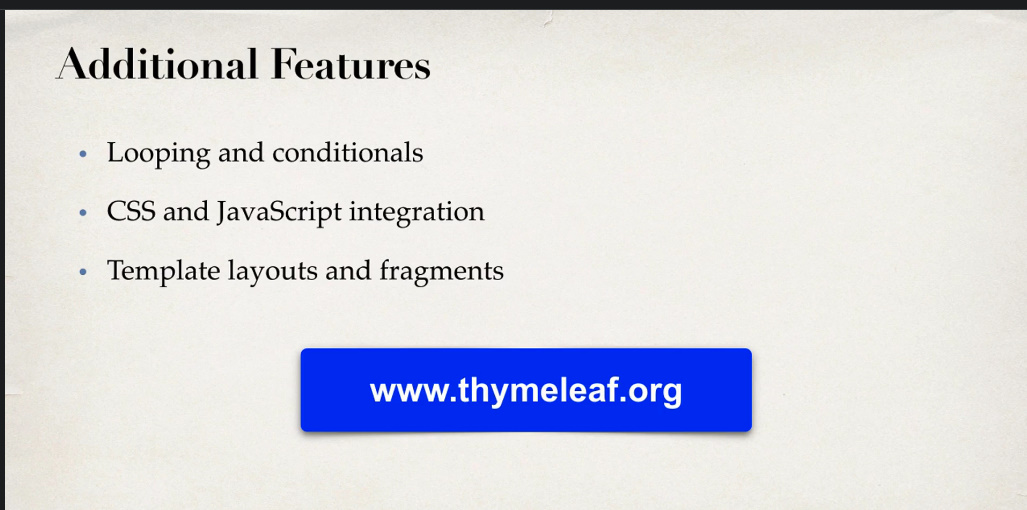 Additional Features
• Looping and conditionals
• CSS and JavaScript integration
• Template layouts and fragments
www.thymeleaf.org